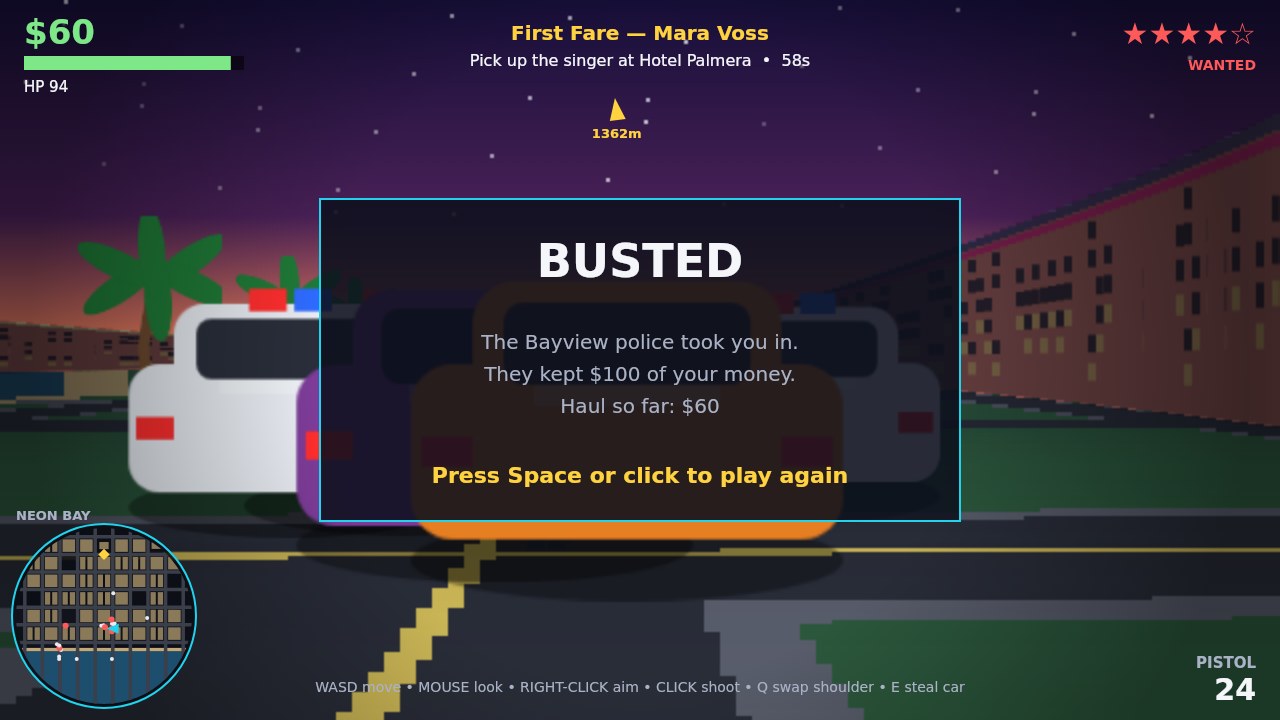 $60
HP 94
First Fare — Mara Voss
Pick up the singer at Hotel Palmera • 58s
1362m
★★★★☆
WANTED
BUSTED
The Bayview police took you in.
They kept $100 of your money.
Haul so far: $60
Press Space or click to play again
NEON BAY
WASD move • MOUSE look • RIGHT-CLICK aim • CLICK shoot • Q swap shoulder • E steal car
PISTOL
24